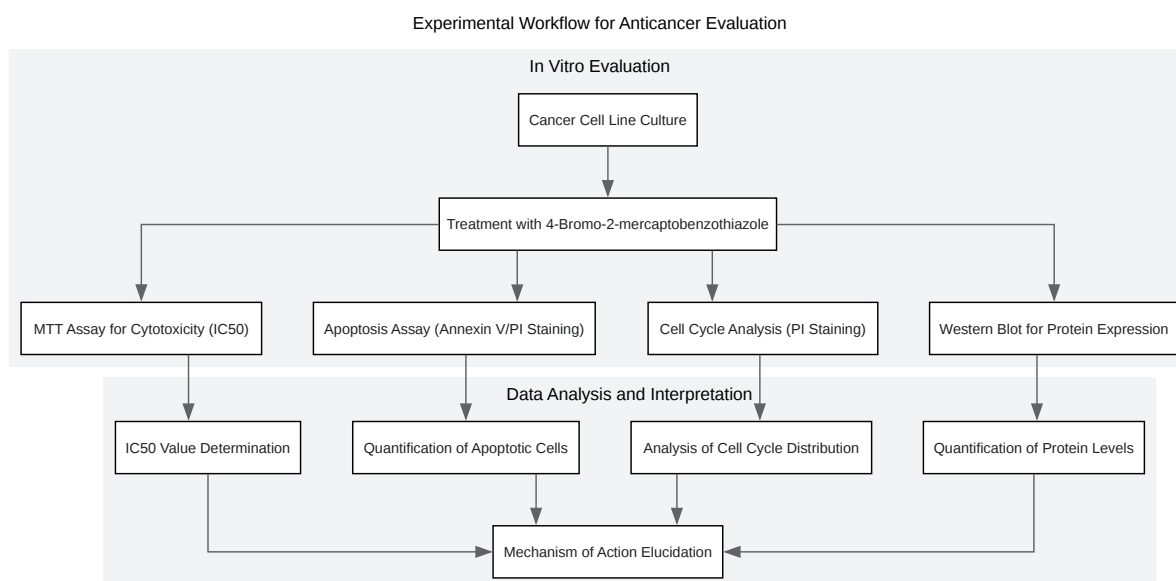 Experimental Workflow for Anticancer Evaluation
In Vitro Evaluation
Cancer Cell Line Culture
Treatment with 4-Bromo-2-mercaptobenzothiazole
MTT Assay for Cytotoxicity (IC50)
Apoptosis Assay (Annexin V/PI Staining)
Cell Cycle Analysis (PI Staining)
Western Blot for Protein Expression
Data Analysis and Interpretation
IC50 Value Determination
Quantification of Apoptotic Cells
Analysis of Cell Cycle Distribution
Quantification of Protein Levels
Mechanism of Action Elucidation